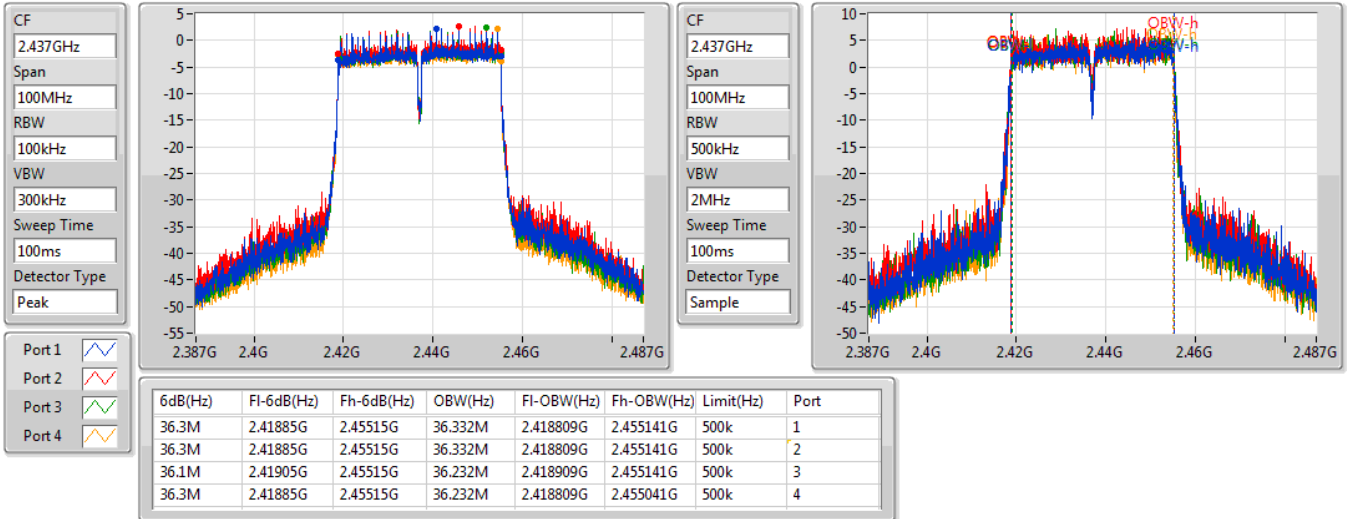 CF
2.437GHz
Span
100MHz
RBW
100kHz
VBW
300kHz
Sweep Time
100ms
Detector Type
Peak
5
0
-5
-10
-15
-20
-25
-30
-35
-40
-45
-50
-55
2.387G 2.4G 2.42G 2.44G 2.46G 2.487G
CF
2.437GHz
Span
100MHz
RBW
500kHz
VBW
2MHz
Sweep Time
100ms
Detector Type
Sample
10
5
0
-5
-10
-15
-20
-25
-30
-35
-40
-45
-50
OBW-h
2.387G 2.4G 2.42G 2.44G 2.46G 2.487G
Port 1
Port 2
Port 3
Port 4
6dB(Hz) Fl-6dB(Hz) Fh-6dB(Hz) OBW(Hz) Fl-OBW(Hz) Fh-OBW(Hz) Limit(Hz) Port
36.3M 2.41885G 2.45515G 36.332M 2.418809G 2.455141G 500k 1
36.3M 2.41885G 2.45515G 36.332M 2.418809G 2.455141G 500k 2
36.1M 2.41905G 2.45515G 36.232M 2.418909G 2.455141G 500k 3
36.3M 2.41885G 2.45515G 36.232M 2.418809G 2.455041G 500k 4